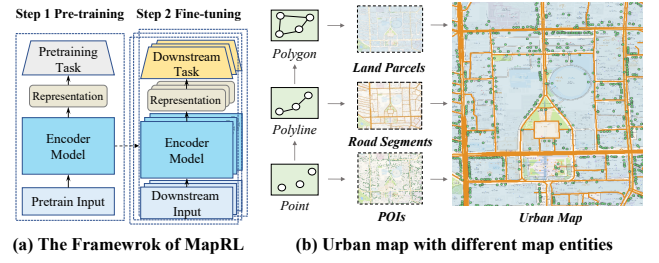 Step 1 Pre-training
Step 2 Fine-tuning
Pretraining
Task
Representation
Encoder
Model
Pretrain Input
Downstream
Task
Representation
Encoder
Model
Downstream
Input
(a) The Framewrok of MapRL
Polygon
Polyline
Point
Land Parcels
Road Segments
POIs
Urban Map
(b) Urban map with different map entities